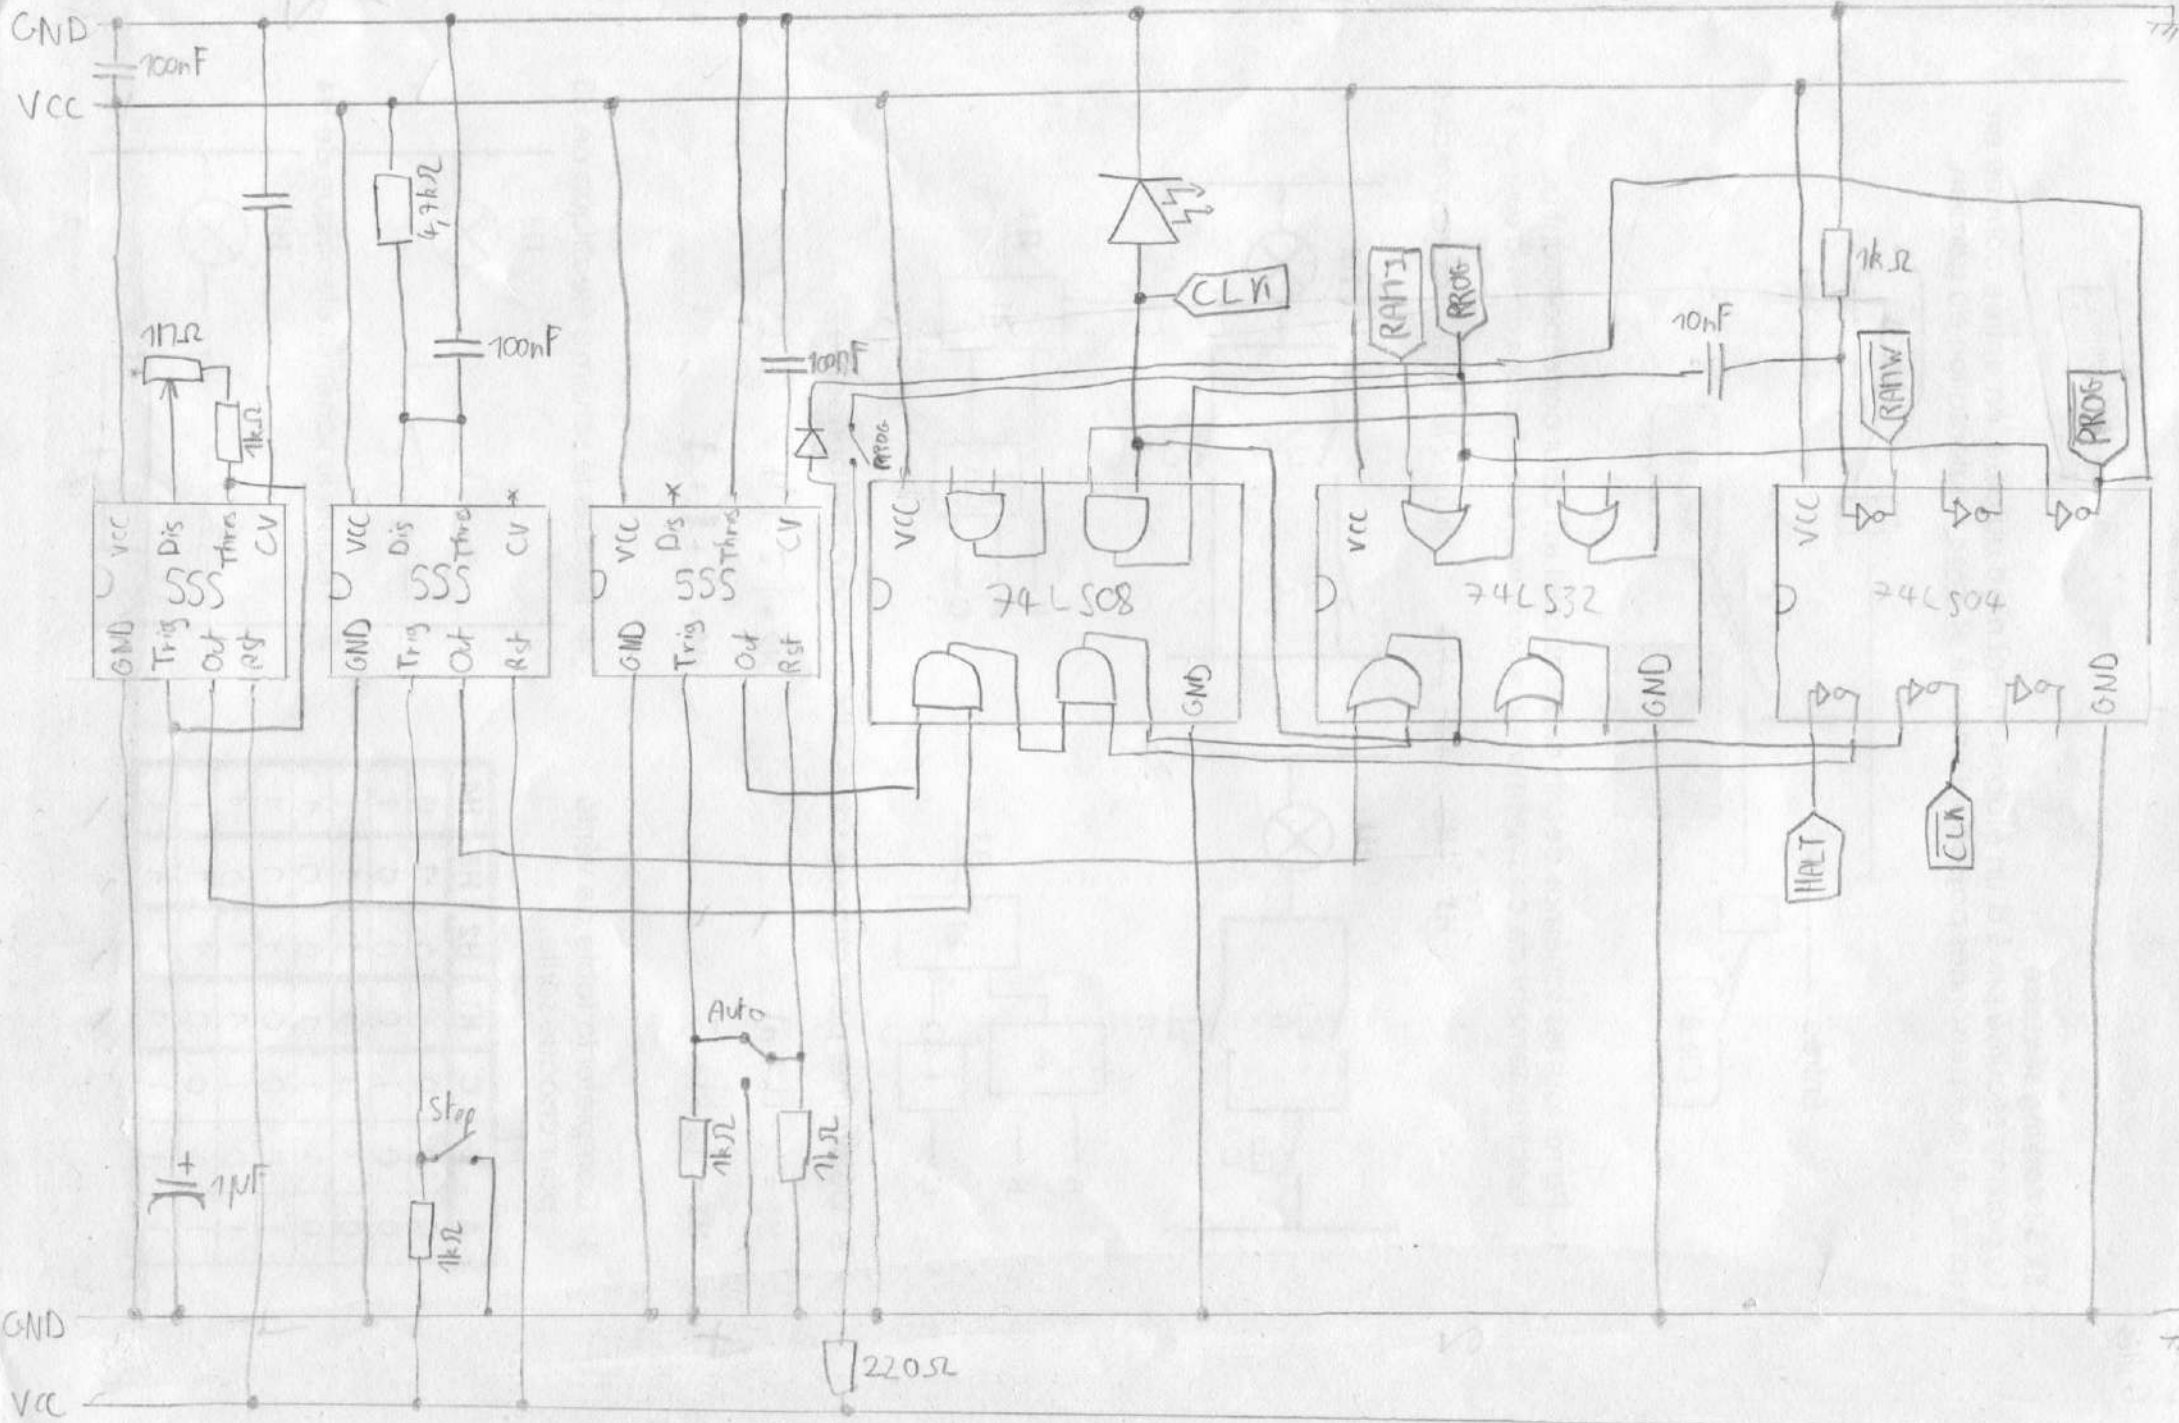 GND
100nF
VCC
4,7kΩ
CLK
RAMI
PROG
1kΩ
1MΩ
100nF
100nF
10nF
RAMW
PROG
1kΩ
PROG
VCC Dis Thres CV
555
GND Trig Out Rst
VCC Dis Thres CV
555
GND Trig Out Rst
VCC Dis Thres CV
555
GND Trig Out Rst
VCC
74LS08
GND
VCC
74LS32
GND
VCC
74LS04
GND
HALT
CLK
Auto
Step
1µF
1kΩ
1kΩ
1kΩ
GND
220Ω
VCC